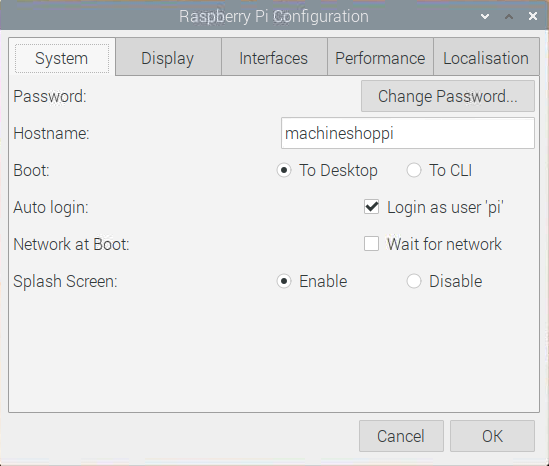 Raspberry Pi Configuration
System Display Interfaces Performance Localisation
Password: Change Password...
Hostname: machineshoppi
Boot: To Desktop To CLI
Auto login: Login as user 'pi'
Network at Boot: Wait for network
Splash Screen: Enable Disable
Cancel OK